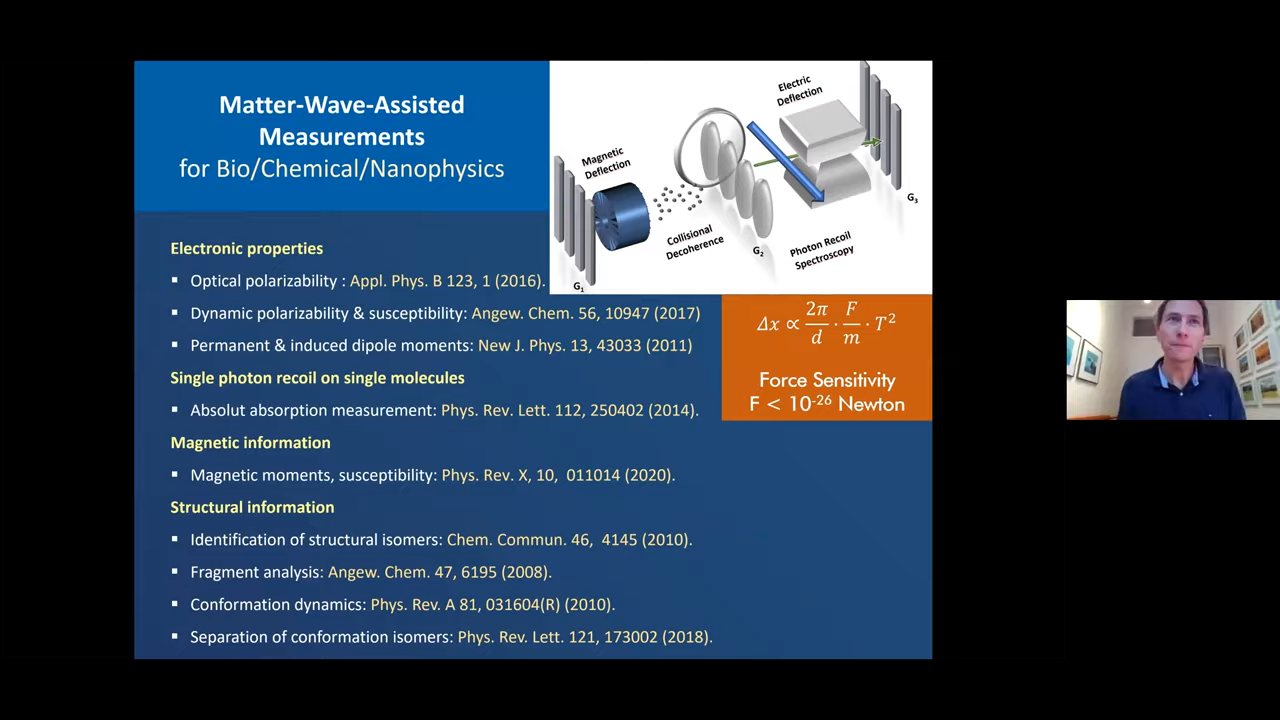 Matter-Wave-Assisted
Measurements
for Bio/Chemical/Nanophysics
Magnetic
Deflection
Collisional
Decoherence
Electric
Deflection
Photon Recoil
Spectroscopy
G₁
G₂
G₃
Electronic properties
▪ Optical polarizability : Appl. Phys. B 123, 1 (2016).
▪ Dynamic polarizability & susceptibility: Angew. Chem. 56, 10947 (2017)
▪ Permanent & induced dipole moments: New J. Phys. 13, 43033 (2011)
Single photon recoil on single molecules
▪ Absolut absorption measurement: Phys. Rev. Lett. 112, 250402 (2014).
Magnetic information
▪ Magnetic moments, susceptibility: Phys. Rev. X, 10, 011014 (2020).
Structural information
▪ Identification of structural isomers: Chem. Commun. 46, 4145 (2010).
▪ Fragment analysis: Angew. Chem. 47, 6195 (2008).
▪ Conformation dynamics: Phys. Rev. A 81, 031604(R) (2010).
▪ Separation of conformation isomers: Phys. Rev. Lett. 121, 173002 (2018).
Δx ∝ 2π/d · F/m · T²
Force Sensitivity
F < 10⁻²⁶ Newton